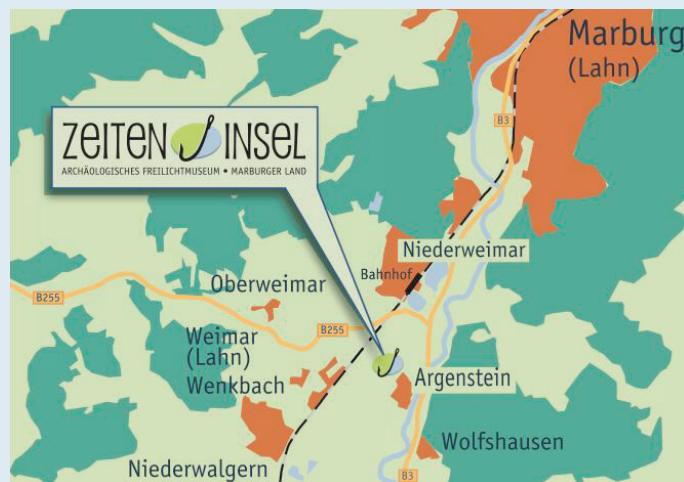 Marburg
(Lahn)
B3
ZEITEN INSEL
ARCHÄOLOGISCHES FREILICHTMUSEUM • MARBURGER LAND
Niederweimar
Bahnhof
Oberweimar
B255
B255
Weimar
(Lahn)
Wenkbach
Argenstein
Wolfshausen
Niederwalgern
B3